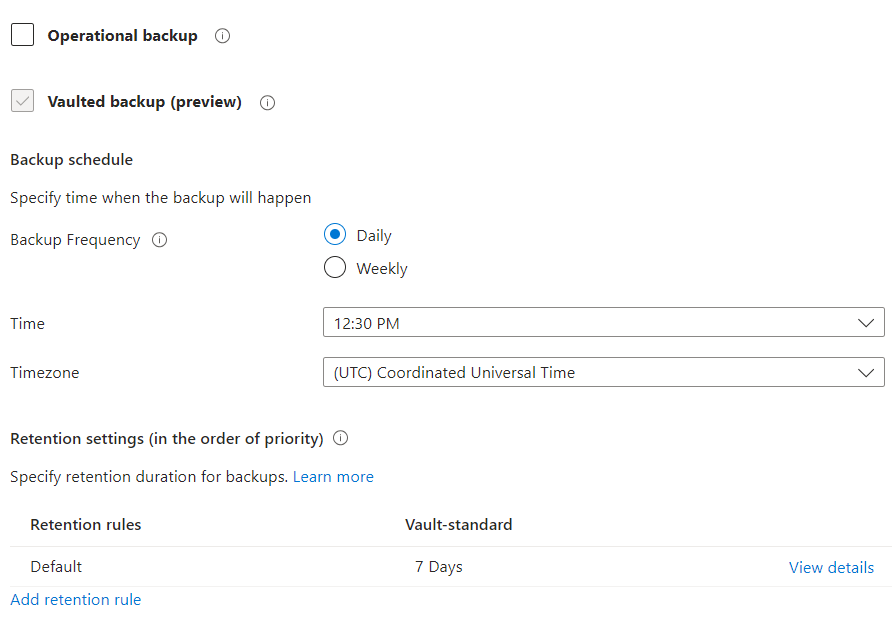 Operational backup
Vaulted backup (preview)
Backup schedule
Specify time when the backup will happen
Backup Frequency
Daily
Weekly
Time
12:30 PM
Timezone
(UTC) Coordinated Universal Time
Retention settings (in the order of priority)
Specify retention duration for backups. Learn more
Retention rules Vault-standard
Default 7 Days View details
Add retention rule